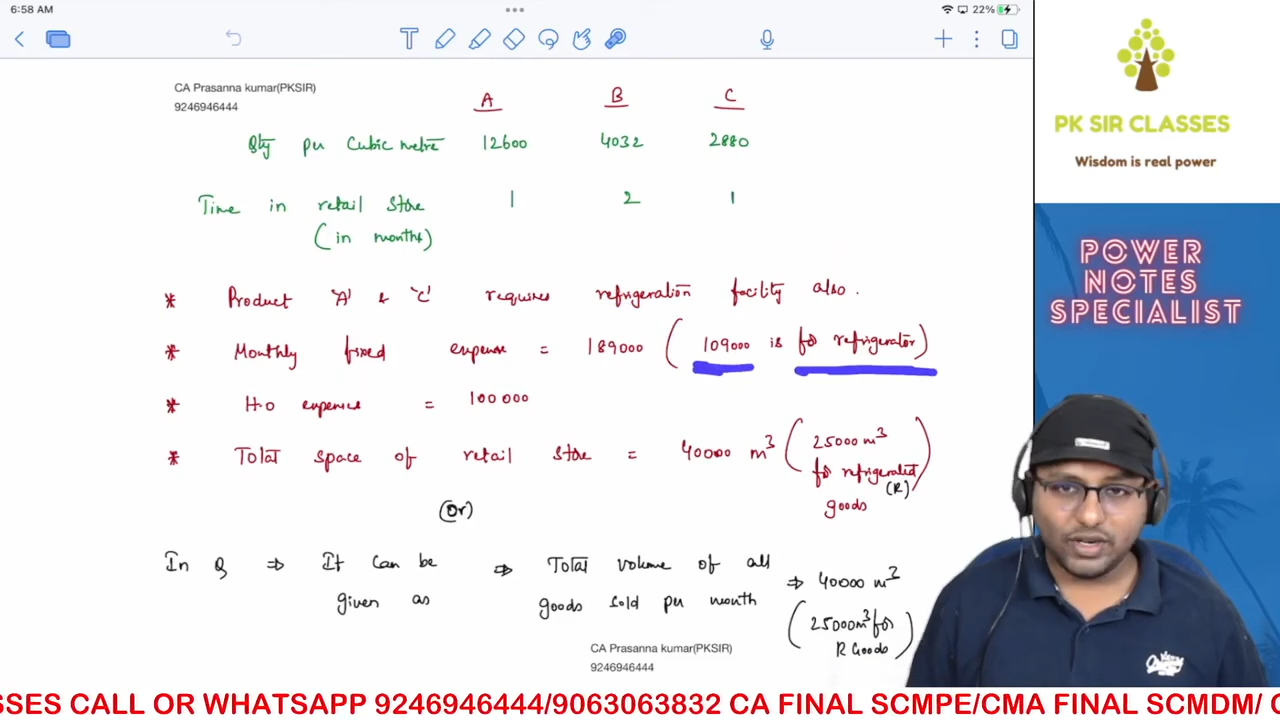 6:58 AM
22%
CA Prasanna kumar(PKSIR)
9246946444
A B C
Qty per Cubic metre 12600 4032 2880
Time in retail store 1 2 1
(in months)
* Product 'A' & 'C' requires refrigeration facility also.
* Monthly fixed expense = 189000 (109000 is for refrigerator)
* H.O expenses = 100000
* Total space of retail store = 40000 m³ (25000 m³
for refrigerated
(R)
goods)
(Or)
In Q ⇒ It can be ⇒ Total volume of all ⇒ 40000 m³
given as goods sold per month (25000m³ for
R Goods)
CA Prasanna kumar(PKSIR)
9246946444
PK SIR CLASSES
Wisdom is real power
POWER
NOTES
SPECIALIST
SSES CALL OR WHATSAPP 9246946444/9063063832 CA FINAL SCMPE/CMA FINAL SCMDM/